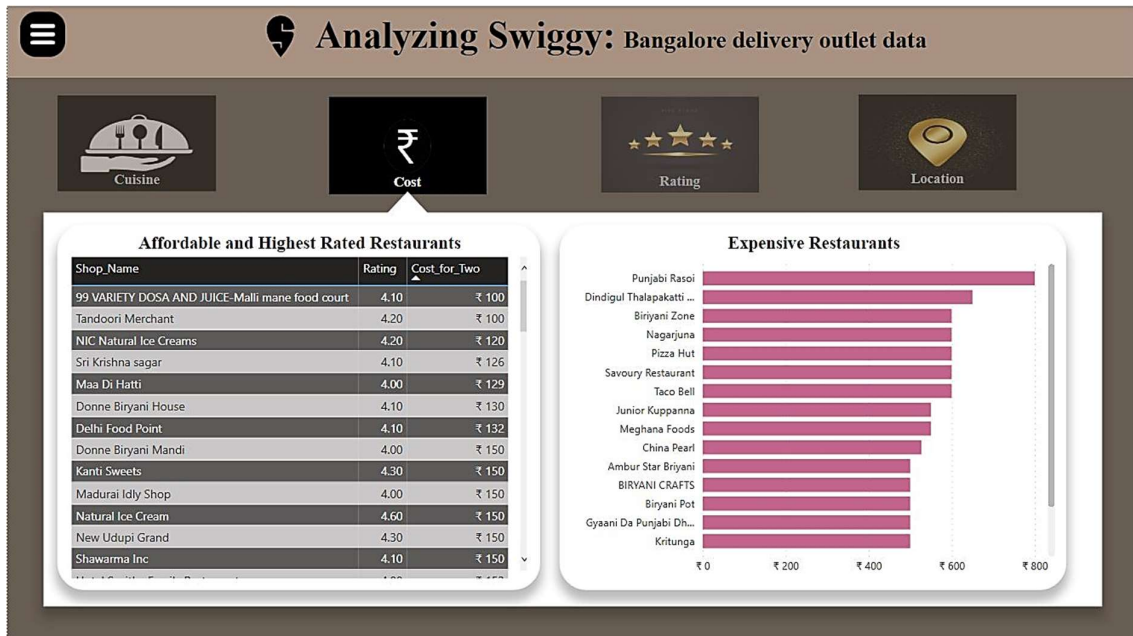 Analyzing Swiggy: Bangalore delivery outlet data
Cuisine
₹
Cost
Rating
Location
Affordable and Highest Rated Restaurants
Shop_Name Rating Cost_for_Two
99 VARIETY DOSA AND JUICE-Malli mane food court 4.10 ₹ 100
Tandoori Merchant 4.20 ₹ 100
NIC Natural Ice Creams 4.20 ₹ 120
Sri Krishna sagar 4.10 ₹ 126
Maa Di Hatti 4.00 ₹ 129
Donne Biryani House 4.10 ₹ 130
Delhi Food Point 4.10 ₹ 132
Donne Biryani Mandi 4.00 ₹ 150
Kanti Sweets 4.30 ₹ 150
Madurai Idly Shop 4.00 ₹ 150
Natural Ice Cream 4.60 ₹ 150
New Udupi Grand 4.30 ₹ 150
Shawarma Inc 4.10 ₹ 150
Expensive Restaurants
Punjabi Rasoi
Dindigul Thalapakatti ...
Biriyani Zone
Nagarjuna
Pizza Hut
Savoury Restaurant
Taco Bell
Junior Kuppanna
Meghana Foods
China Pearl
Ambur Star Briyani
BIRYANI CRAFTS
Biryani Pot
Gyaani Da Punjabi Dh...
Kritunga
₹ 0 ₹ 200 ₹ 400 ₹ 600 ₹ 800